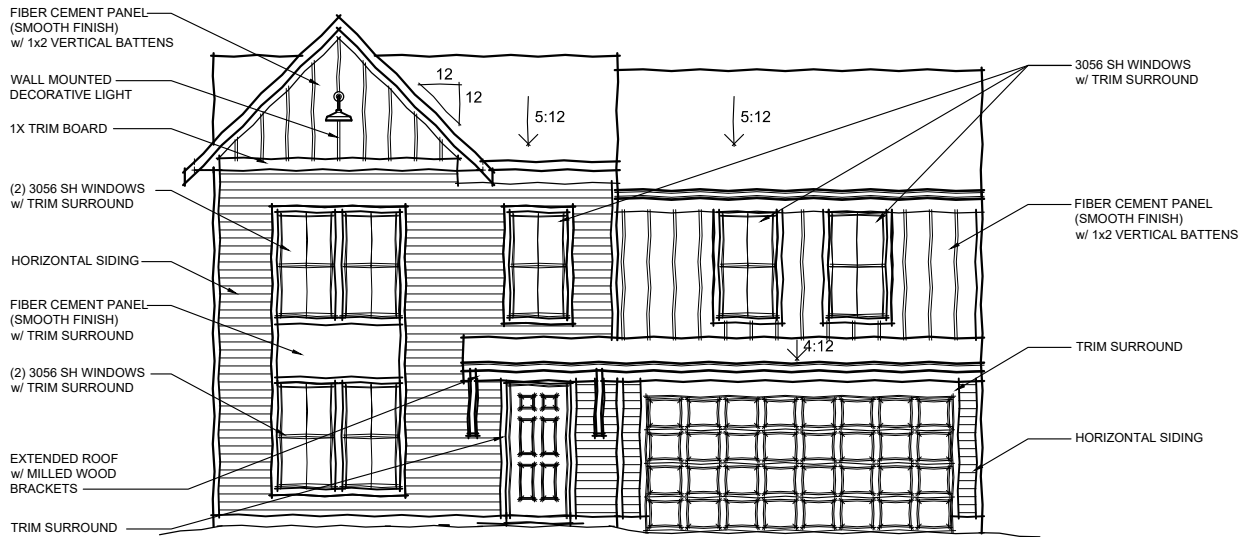 FIBER CEMENT PANEL
(SMOOTH FINISH)
w/ 1x2 VERTICAL BATTENS
WALL MOUNTED
DECORATIVE LIGHT
1X TRIM BOARD
(2) 3056 SH WINDOWS
w/ TRIM SURROUND
HORIZONTAL SIDING
FIBER CEMENT PANEL
(SMOOTH FINISH)
w/ TRIM SURROUND
(2) 3056 SH WINDOWS
w/ TRIM SURROUND
EXTENDED ROOF
w/ MILLED WOOD
BRACKETS
TRIM SURROUND
12
12
5:12
5:12
4:12
3056 SH WINDOWS
w/ TRIM SURROUND
FIBER CEMENT PANEL
(SMOOTH FINISH)
w/ 1x2 VERTICAL BATTENS
TRIM SURROUND
HORIZONTAL SIDING